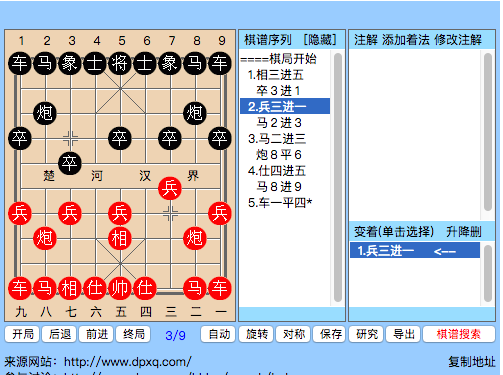 1 2 3 4 5 6 7 8 9
车 马 象 士 将 士 象 马 车
炮 炮
卒 卒 卒 卒
卒
楚 河 汉 界
兵
兵 兵 兵 兵
炮 相 炮
车 马 相 仕 帅 仕 马 车
九 八 七 六 五 四 三 二 一
棋谱序列 [隐藏]
====棋局开始
1.相三进五
卒３进１
2.兵三进一
马２进３
3.马二进三
炮８平６
4.仕四进五
马８进９
5.车一平四*
注解 添加着法 修改注解
变着(单击选择) 升降删
1.兵三进一 <--
开局 后退 前进 终局 3/9 自动 旋转 对称 保存 研究 导出 棋谱搜索
来源网站: http://www.dpxq.com/ 复制地址